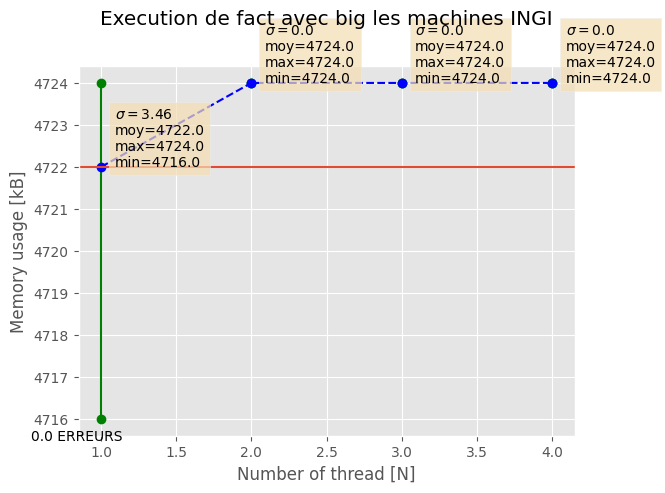 Execution de fact avec big les machines INGI
σ = 0.0
moy=4724.0
max=4724.0
min=4724.0
σ = 0.0
moy=4724.0
max=4724.0
min=4724.0
σ = 0.0
moy=4724.0
max=4724.0
min=4724.0
σ = 3.46
moy=4722.0
max=4724.0
min=4716.0
4724
4723
4722
4721
4720
4719
4718
4717
4716
Memory usage [kB]
0.0 ERREURS
1.0 1.5 2.0 2.5 3.0 3.5 4.0
Number of thread [N]